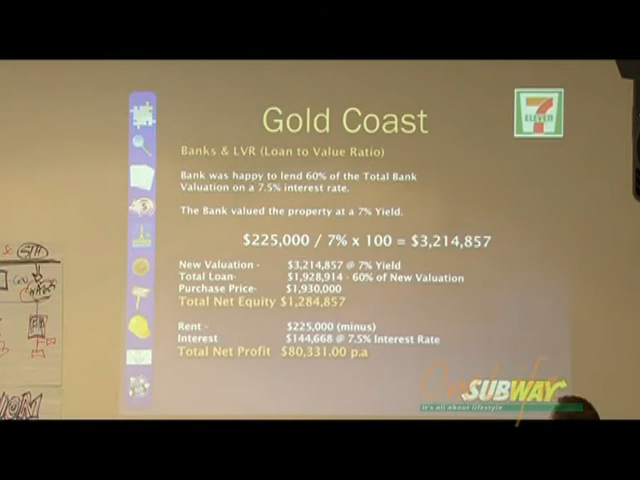 Gold Coast
7
ELEVEN
Banks & LVR (Loan to Value Ratio)
Bank was happy to lend 60% of the Total Bank
Valuation on a 7.5% interest rate.
The Bank valued the property at a 7% Yield.
$225,000 / 7% x 100 = $3,214,857
New Valuation- $3,214,857 @ 7% Yield
Total Loan- $1,928,914 - 60% of New Valuation
Purchase Price- $1,930,000
Total Net Equity $1,284,857
Rent - $225,000 (minus)
Interest $144,668 @ 7.5% Interest Rate
Total Net Profit $80,331.00 p.a
SUBWAY
It's all about lifestyle
&